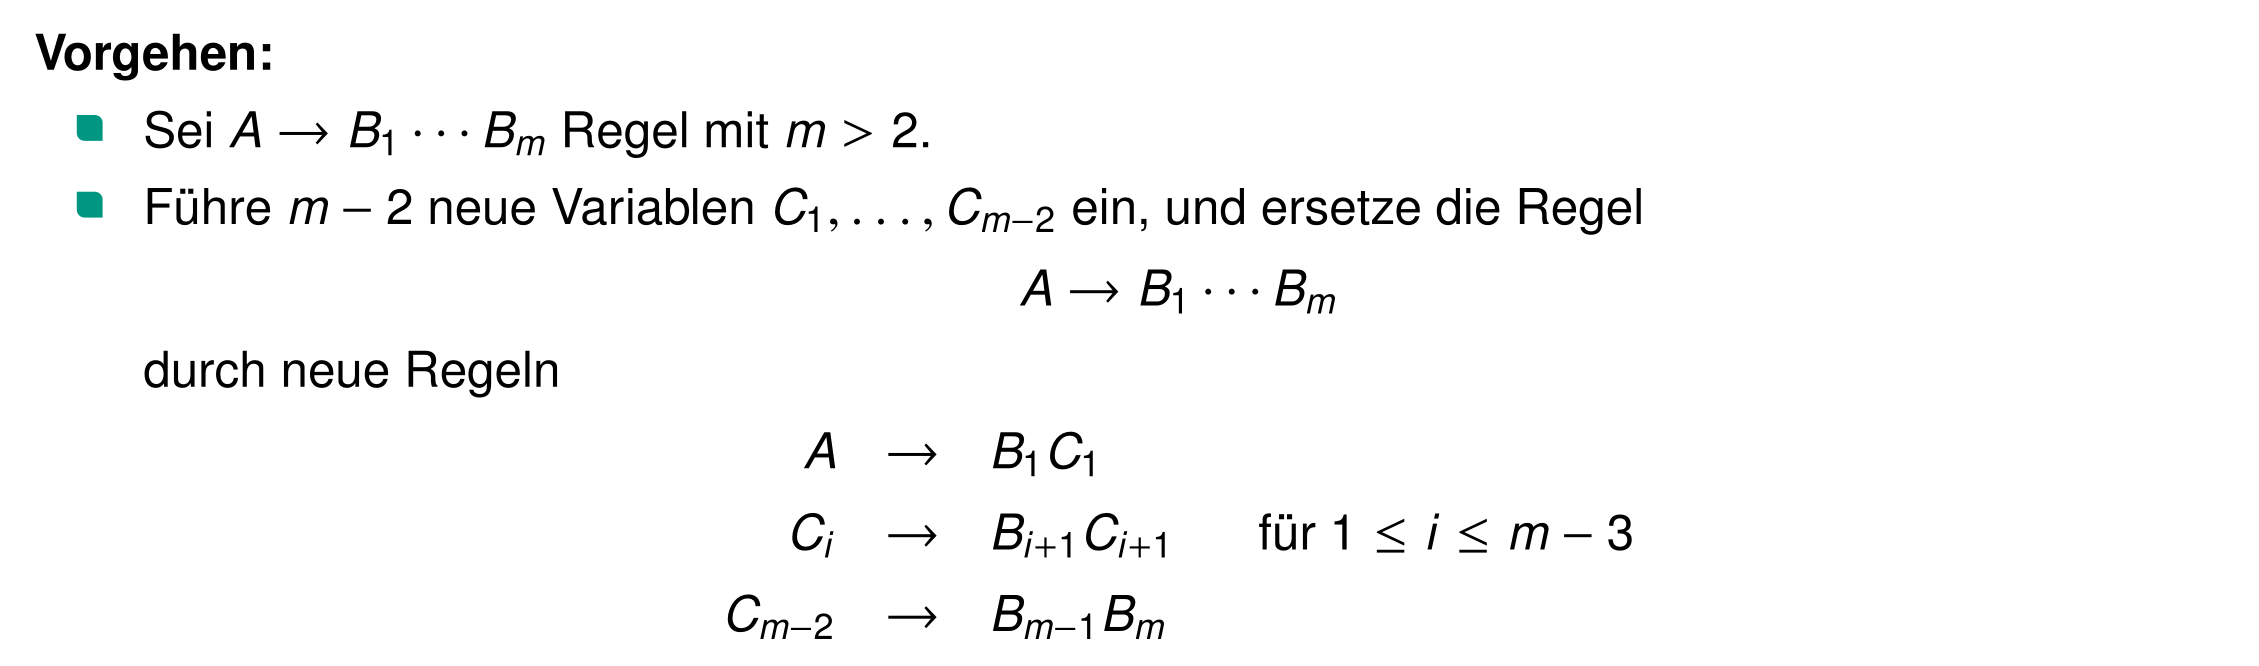 Vorgehen:
Sei A → B₁ ··· Bₘ Regel mit m > 2.
Führe m − 2 neue Variablen C₁, . . . , Cₘ₋₂ ein, und ersetze die Regel
A → B₁ ··· Bₘ
durch neue Regeln
A → B₁C₁
Cᵢ → Bᵢ₊₁Cᵢ₊₁ für 1 ≤ i ≤ m − 3
Cₘ₋₂ → Bₘ₋₁Bₘ